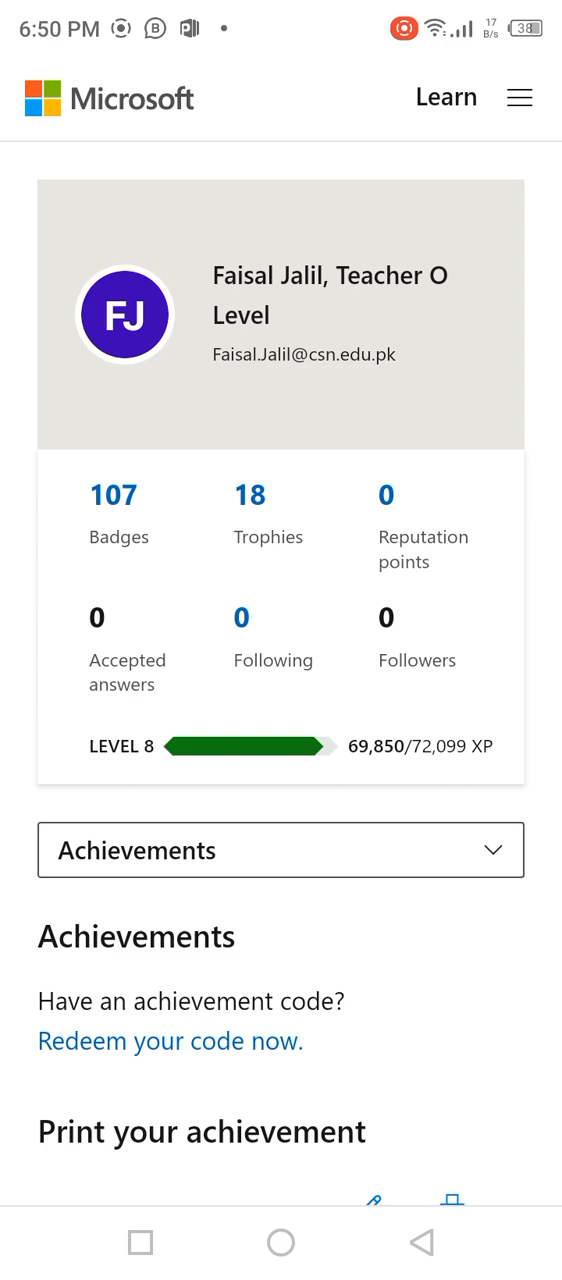 6:50 PM B 17 B/s 38
Microsoft Learn
FJ
Faisal Jalil, Teacher O
Level
Faisal.Jalil@csn.edu.pk
107 18 0
Badges Trophies Reputation
points
0 0 0
Accepted Following Followers
answers
LEVEL 8 69,850/72,099 XP
Achievements
Achievements
Have an achievement code?
Redeem your code now.
Print your achievement